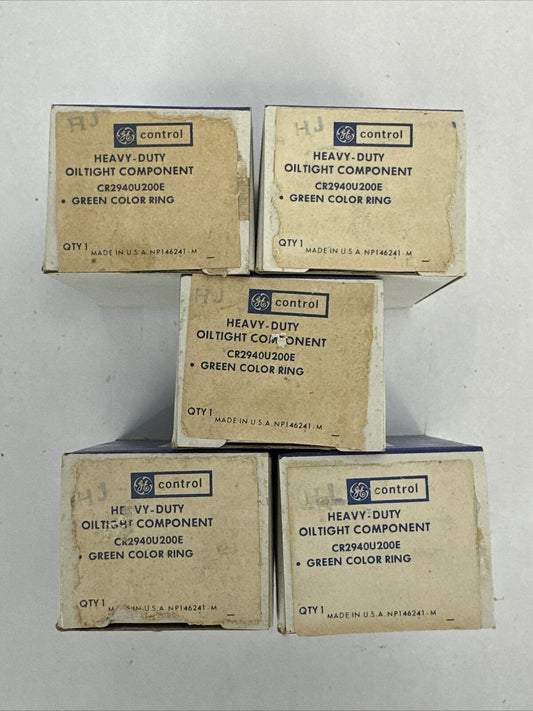 HJ
GE control
HEAVY-DUTY
OILTIGHT COMPONENT
CR2940U200E
• GREEN COLOR RING
QTY 1 MADE IN U.S.A. NP146241-M
HJ
GE control
HEAVY-DUTY
OILTIGHT COMPONENT
CR2940U200E
• GREEN COLOR RING
QTY 1 MADE IN U.S.A. NP146241-M
HJ
GE control
HEAVY-DUTY
OILTIGHT COMPONENT
CR2940U200E
• GREEN COLOR RING
QTY 1 MADE IN U.S.A. NP146241-M
HJ
GE control
HEAVY-DUTY
OILTIGHT COMPONENT
CR2940U200E
• GREEN COLOR RING
QTY 1 IN U.S.A. NP146241-M
GE control
HEAVY-DUTY
OILTIGHT COMPONENT
CR2940U200E
• GREEN COLOR RING
QTY 1 MADE IN U.S.A. NP146241-M